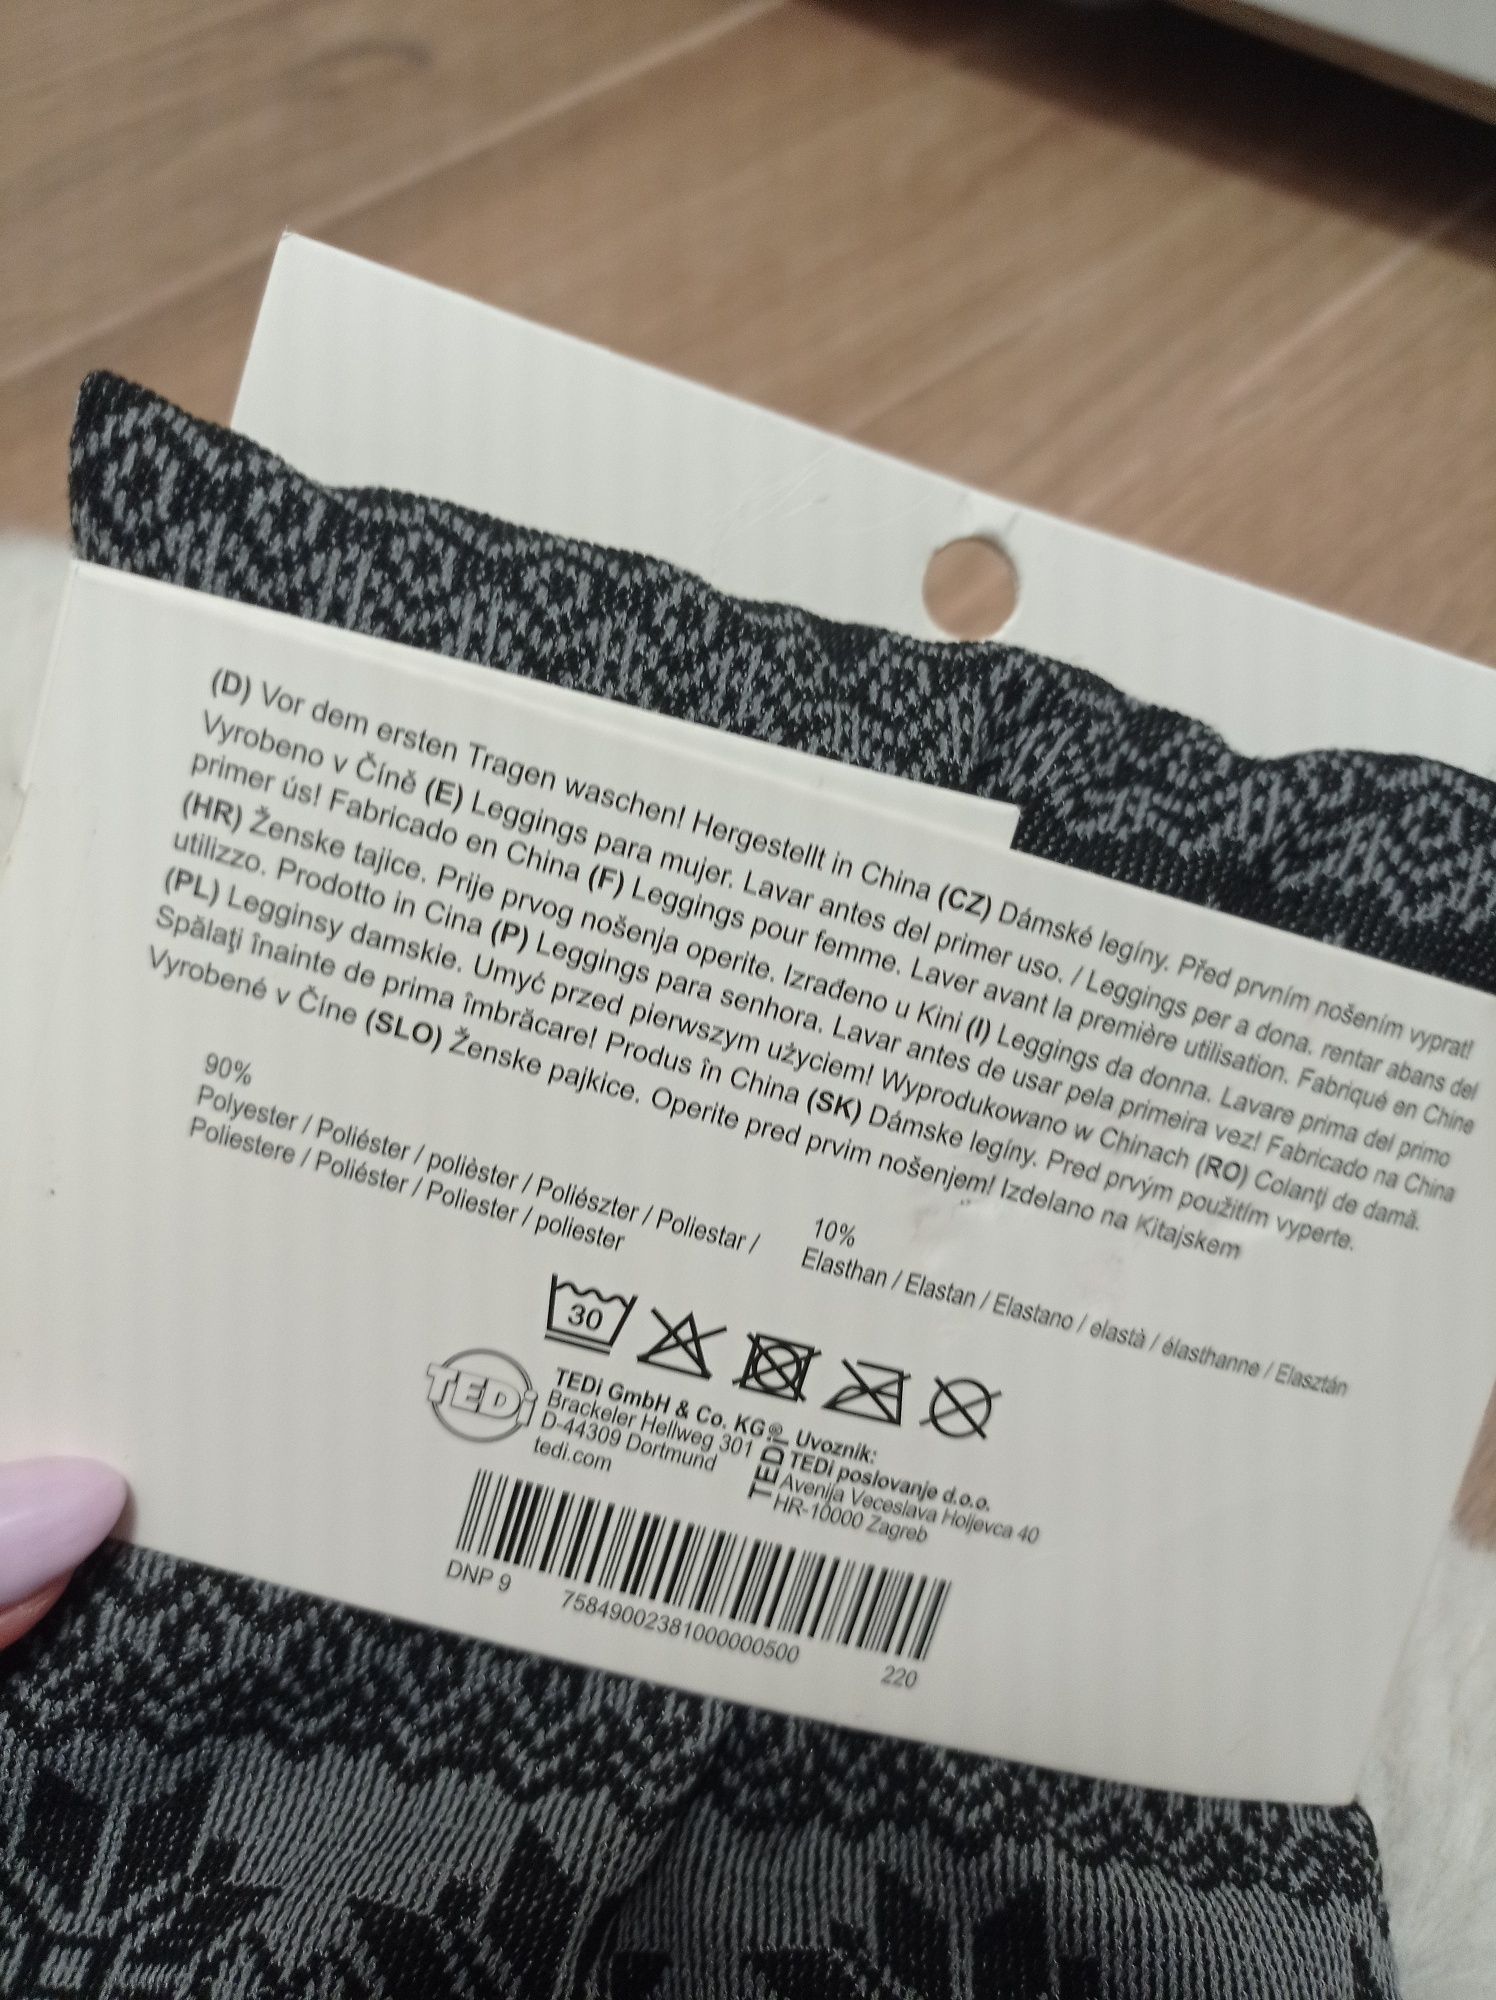 (D) Vor dem ersten Tragen waschen! Hergestellt in China (CZ) Dámské legíny. Před prvním nošením vyprat!
Vyrobeno v Číně (E) Leggings para mujer. Lavar antes del primer uso. / Leggings per a dona. rentar abans del
primer ús! Fabricado en China (F) Leggings pour femme. Laver avant la première utilisation. Fabriqué en Chine
(HR) Ženske tajice. Prije prvog nošenja operite. Izrađeno u Kini (I) Leggings da donna. Lavare prima del primo
utilizzo. Prodotto in Cina (P) Leggings para senhora. Lavar antes de usar pela primeira vez! Fabricado na China
(PL) Legginsy damskie. Umyć przed pierwszym użyciem! Wyprodukowano w Chinach (RO) Colanţi de damă.
Spălaţi înainte de prima îmbrăcare! Produs în China (SK) Dámske legíny. Pred prvým použitím vyperte.
Vyrobené v Číne (SLO) Ženske pajkice. Operite pred prvim nošenjem! Izdelano na Kitajskem
90%
Polyester / Poliéster / polièster / Poliészter / Poliestar /
Poliestere / Poliéster / Poliester / poliester
10%
Elasthan / Elastan / Elastano / elastà / élasthanne / Elasztán
30
TEDi
TEDi GmbH & Co. KG
Brackeler Hellweg 301
D-44309 Dortmund
tedi.com
TEDi®
Uvoznik:
TEDi poslovanje d.o.o.
Avenija Veceslava Holjevca 40
HR-10000 Zagreb
DNP 9
75849002381000000500
220